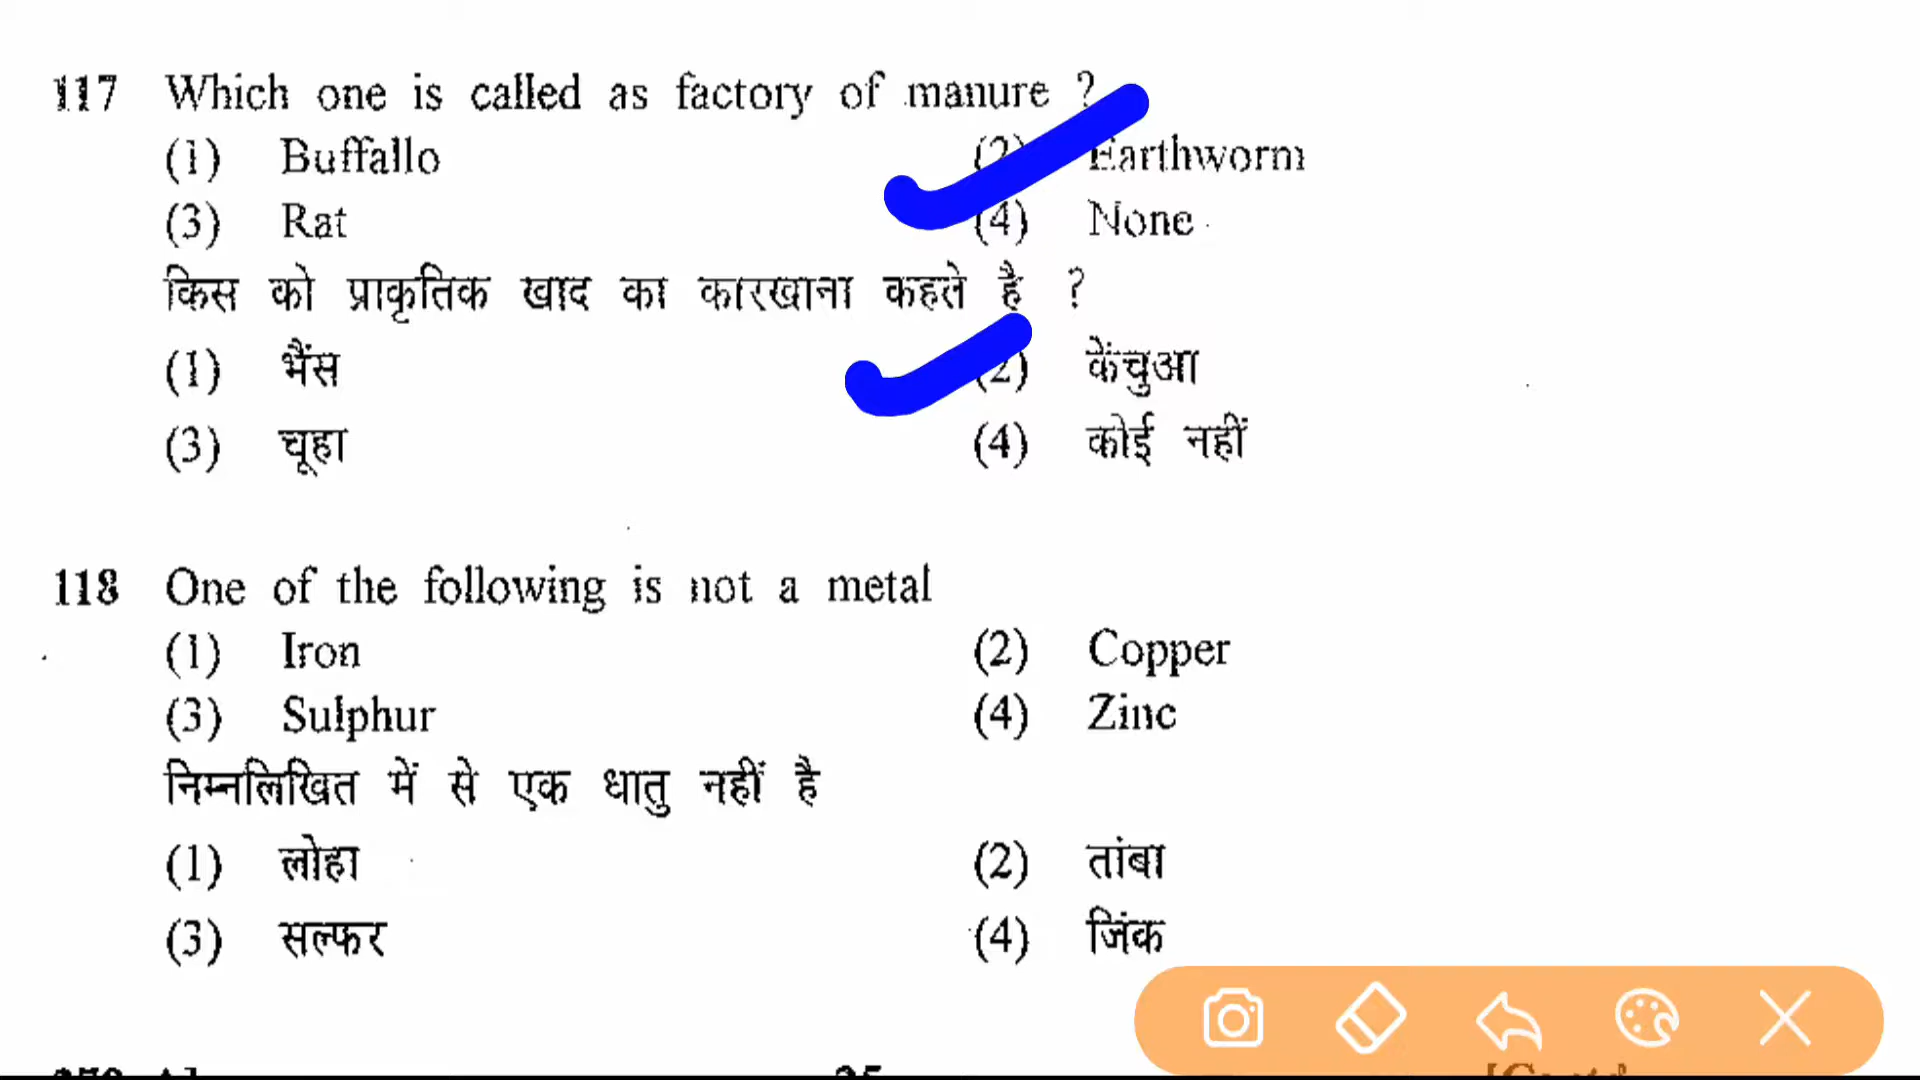 117 Which one is called as factory of manure ?
(1) Buffallo (2) Earthworm
(3) Rat (4) None
किस को प्राकृतिक खाद का कारखाना कहते है ?
(1) भैंस (2) केंचुआ
(3) चूहा (4) कोई नहीं
118 One of the following is not a metal
(1) Iron (2) Copper
(3) Sulphur (4) Zinc
निम्नलिखित में से एक धातु नहीं है
(1) लोहा (2) तांबा
(3) सल्फर (4) जिंक